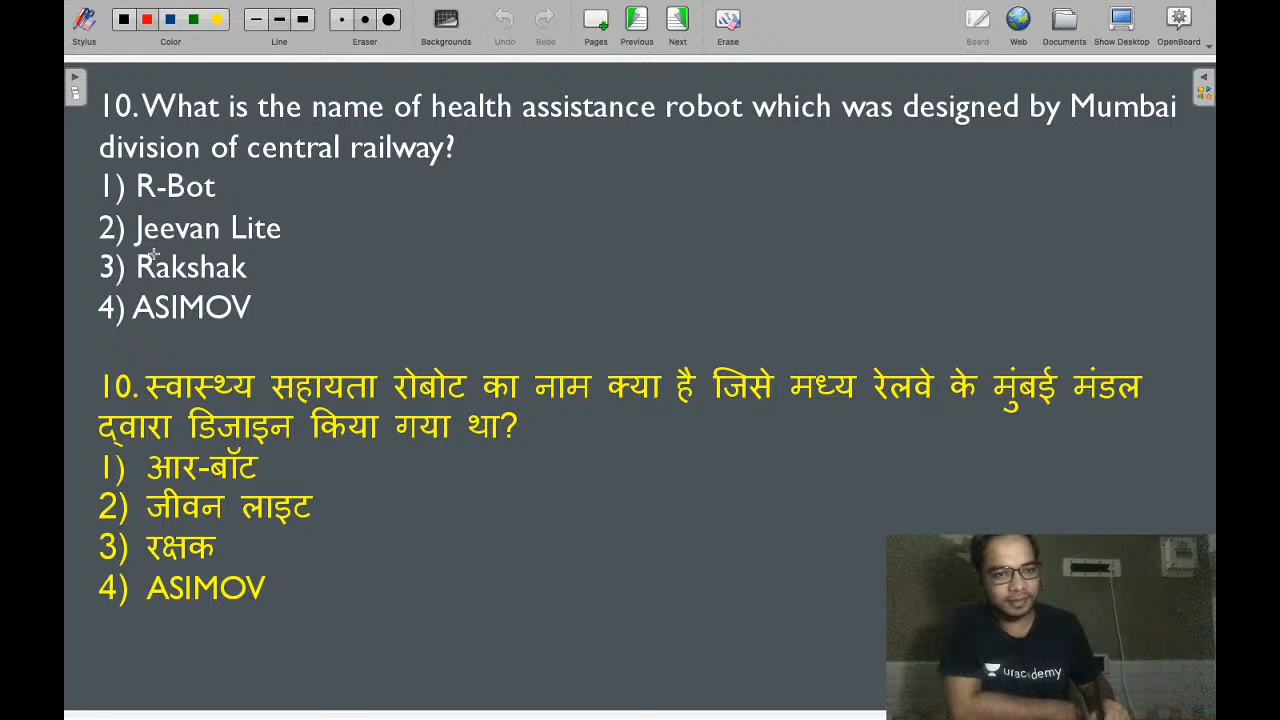 Stylus
Color
Line
Eraser
Backgrounds
Undo
Redo
Pages
Previous
Next
Erase
Board
Web
Documents
Show Desktop
OpenBoard
10. What is the name of health assistance robot which was designed by Mumbai
division of central railway?
1) R-Bot
2) Jeevan Lite
3) Rakshak
4) ASIMOV
10. स्वास्थ्य सहायता रोबोट का नाम क्या है जिसे मध्य रेलवे के मुंबई मंडल
द्वारा डिजाइन किया गया था?
1) आर-बॉट
2) जीवन लाइट
3) रक्षक
4) ASIMOV